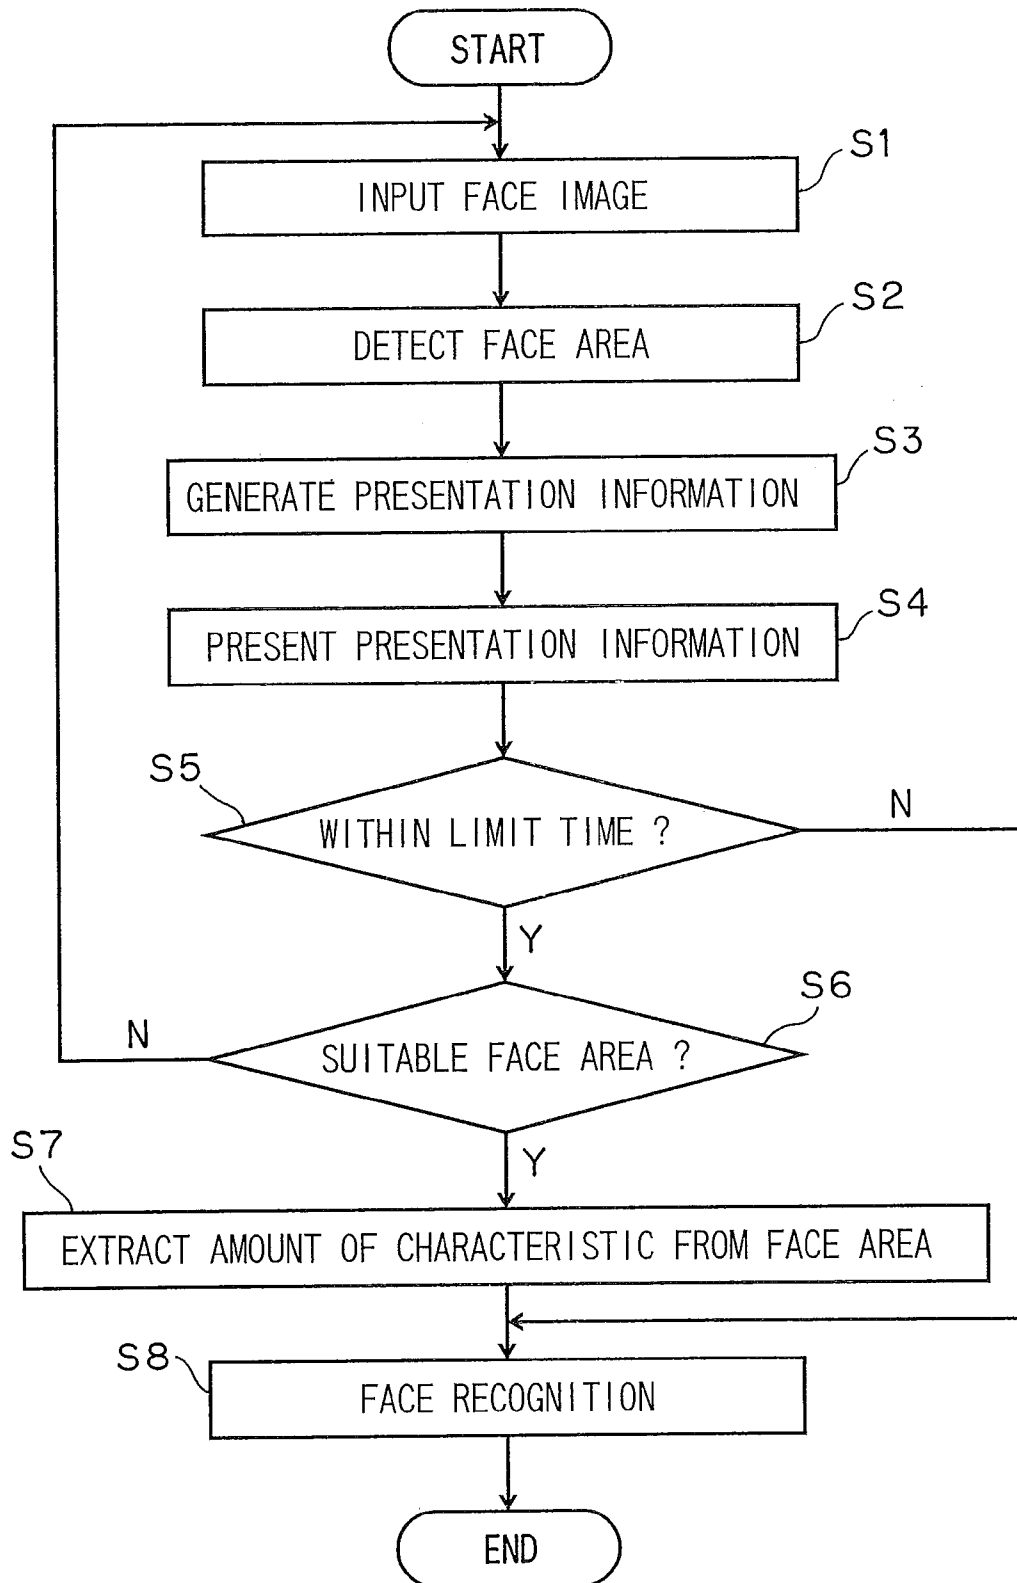 START
S1
INPUT FACE IMAGE
S2
DETECT FACE AREA
S3
GENERATE PRESENTATION INFORMATION
S4
PRESENT PRESENTATION INFORMATION
S5
WITHIN LIMIT TIME ?
N
Y
S6
N
SUITABLE FACE AREA ?
Y
S7
EXTRACT AMOUNT OF CHARACTERISTIC FROM FACE AREA
S8
FACE RECOGNITION
END